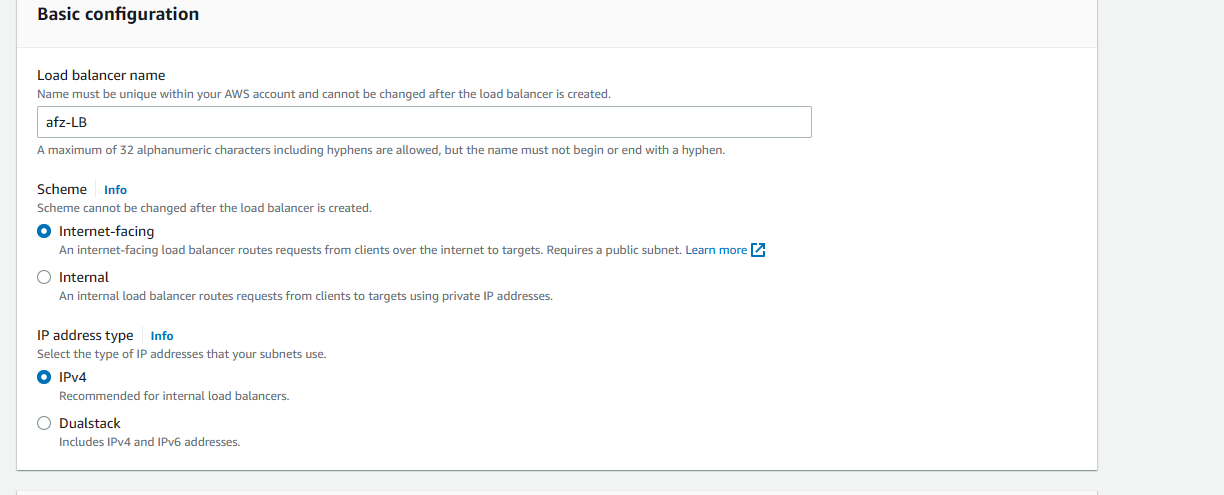 Basic configuration
Load balancer name
Name must be unique within your AWS account and cannot be changed after the load balancer is created.
afz-LB
A maximum of 32 alphanumeric characters including hyphens are allowed, but the name must not begin or end with a hyphen.
Scheme Info
Scheme cannot be changed after the load balancer is created.
Internet-facing
An internet-facing load balancer routes requests from clients over the internet to targets. Requires a public subnet. Learn more
Internal
An internal load balancer routes requests from clients to targets using private IP addresses.
IP address type Info
Select the type of IP addresses that your subnets use.
IPv4
Recommended for internal load balancers.
Dualstack
Includes IPv4 and IPv6 addresses.